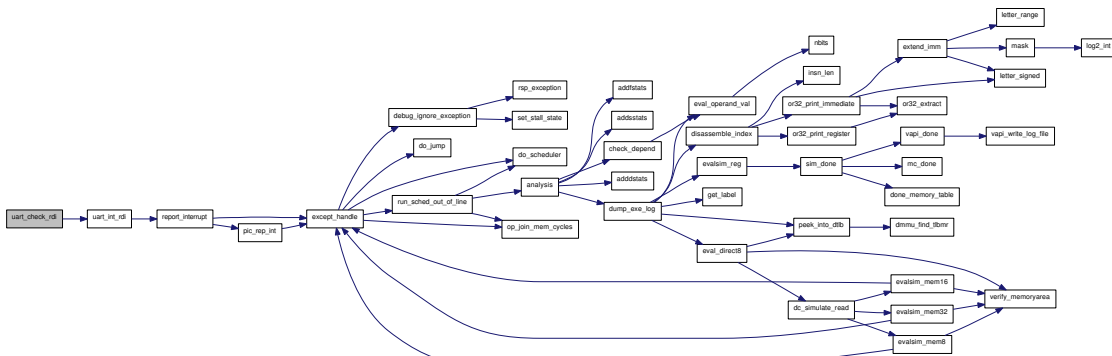 letter_range
nbits
extend_imm
mask
log2_int
insn_len
letter_signed
rsp_exception
addfstats
eval_operand_val
or32_print_immediate
or32_extract
debug_ignore_exception
set_stall_state
addsstats
disassemble_index
or32_print_register
vapi_done
vapi_write_log_file
do_jump
check_depend
do_scheduler
evalsim_reg
sim_done
mc_done
analysis
adddstats
run_sched_out_of_line
get_label
done_memory_table
dump_exe_log
uart_check_rdi
uart_int_rdi
report_interrupt
except_handle
op_join_mem_cycles
peek_into_dtlb
dmmu_find_tlbmr
pic_rep_int
eval_direct8
evalsim_mem16
verify_memoryarea
dc_simulate_read
evalsim_mem32
evalsim_mem8